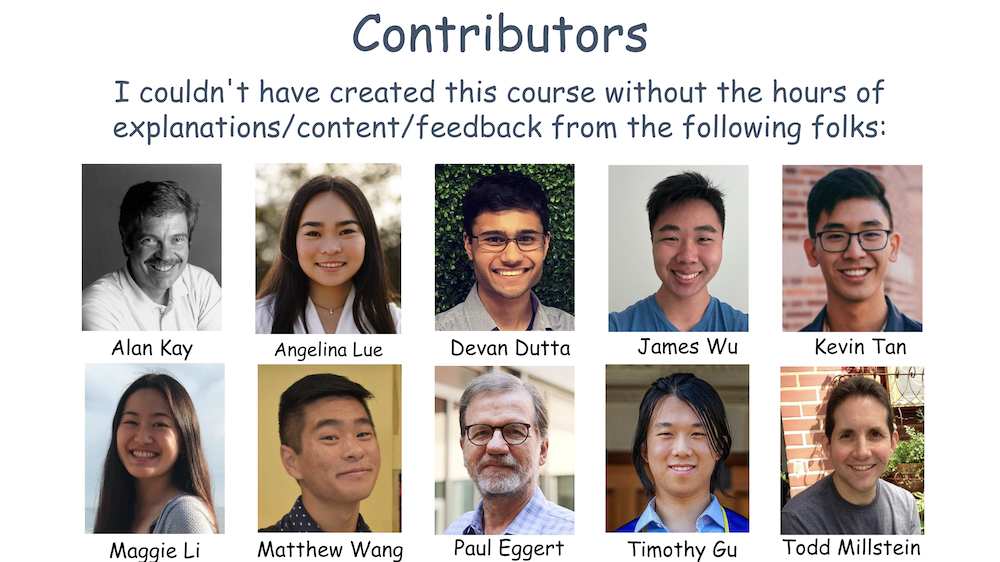 Contributors
I couldn't have created this course without the hours of
explanations/content/feedback from the following folks:
Alan Kay
Angelina Lue
Devan Dutta
James Wu
Kevin Tan
Maggie Li
Matthew Wang
Paul Eggert
Timothy Gu
Todd Millstein